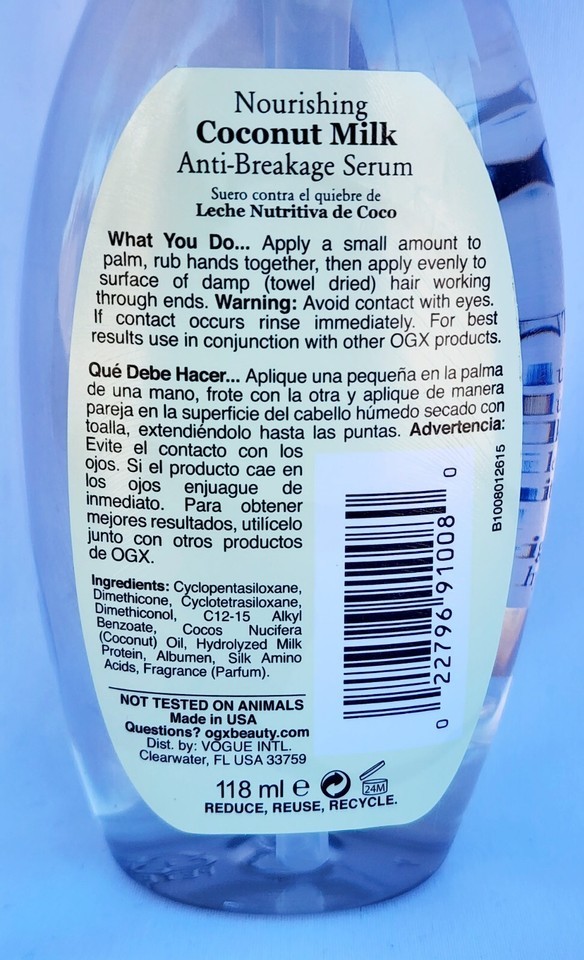 Nourishing
Coconut Milk
Anti-Breakage Serum
Suero contra el quiebre de
Leche Nutritiva de Coco
What You Do... Apply a small amount to
palm, rub hands together, then apply evenly to
surface of damp (towel dried) hair working
through ends. Warning: Avoid contact with eyes.
If contact occurs rinse immediately. For best
results use in conjunction with other OGX products.
Qué Debe Hacer... Aplique una pequeña en la palma
de una mano, frote con la otra y aplique de manera
pareja en la superficie del cabello húmedo secado con
toalla, extendiéndolo hasta las puntas. Advertencia:
Evite el contacto con los
ojos. Si el producto cae en
los ojos enjuague de
inmediato. Para obtener
mejores resultados, utilícelo
junto con otros productos
de OGX.
Ingredients: Cyclopentasiloxane,
Dimethicone, Cyclotetrasiloxane,
Dimethiconol, C12-15 Alkyl
Benzoate, Cocos Nucifera
(Coconut) Oil, Hydrolyzed Milk
Protein, Albumen, Silk Amino
Acids, Fragrance (Parfum).
NOT TESTED ON ANIMALS
Made in USA
Questions? ogxbeauty.com
Dist. by: VOGUE INTL.
Clearwater, FL USA 33759
0 22796 91008 0
B1008012615
118 ml e 24M
REDUCE, REUSE, RECYCLE.